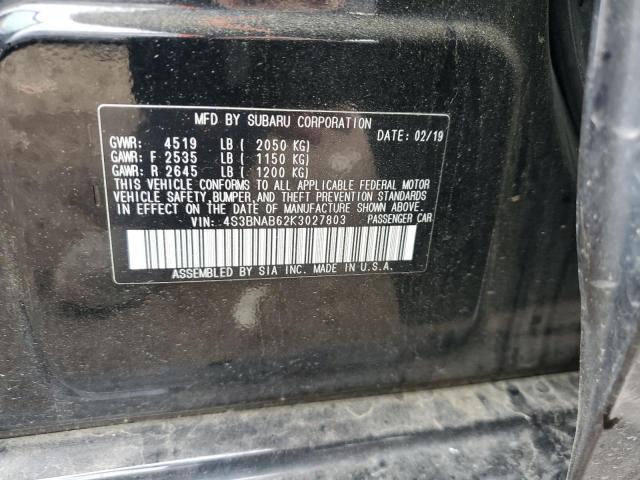 MFD BY SUBARU CORPORATION
DATE: 02/19
GVWR: 4519 LB ( 2050 KG)
GAWR: F 2535 LB ( 1150 KG)
GAWR: R 2645 LB ( 1200 KG)
THIS VEHICLE CONFORMS TO ALL APPLICABLE FEDERAL MOTOR
VEHICLE SAFETY, BUMPER, AND THEFT PREVENTION STANDARDS
IN EFFECT ON THE DATE OF MANUFACTURE SHOWN ABOVE.
VIN: 4S3BNAB62K3027803 PASSENGER CAR
ASSEMBLED BY SIA INC. MADE IN U.S.A.